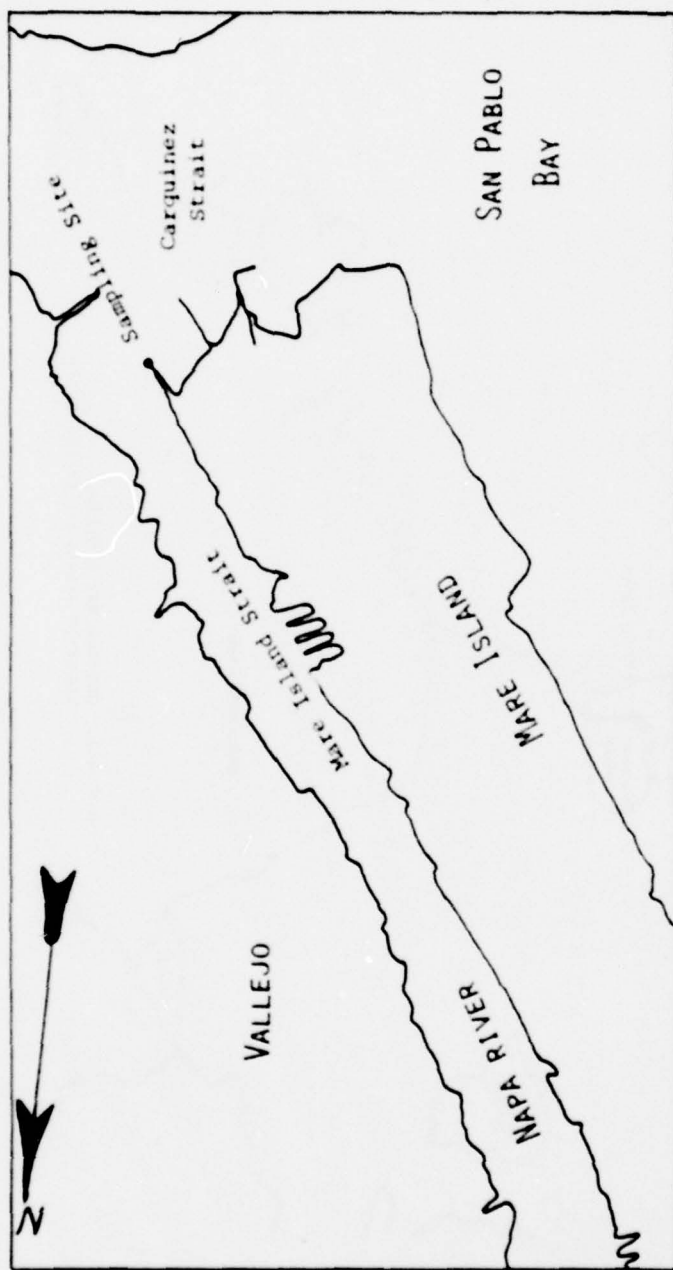 N
VALLEJO
NAPA RIVER
Mare Island Strait
MARE ISLAND
Sampling Site
Carquinez
Strait
SAN PABLO
BAY